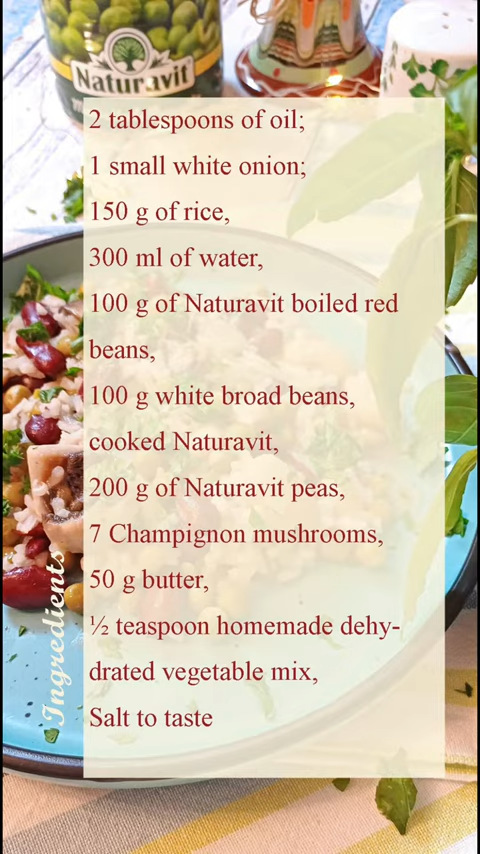 Naturavit
2 tablespoons of oil;
1 small white onion;
150 g of rice,
300 ml of water,
100 g of Naturavit boiled red
beans,
100 g white broad beans,
cooked Naturavit,
200 g of Naturavit peas,
7 Champignon mushrooms,
50 g butter,
½ teaspoon homemade dehy-
drated vegetable mix,
Salt to taste
Ingredients